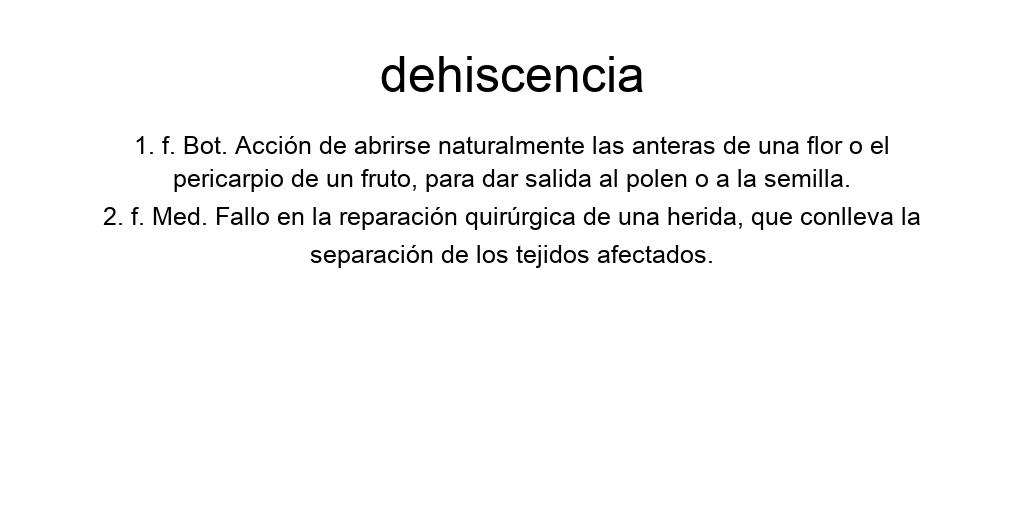 dehiscencia
1. f. Bot. Acción de abrirse naturalmente las anteras de una flor o el
pericarpio de un fruto, para dar salida al polen o a la semilla.
2. f. Med. Fallo en la reparación quirúrgica de una herida, que conlleva la
separación de los tejidos afectados.